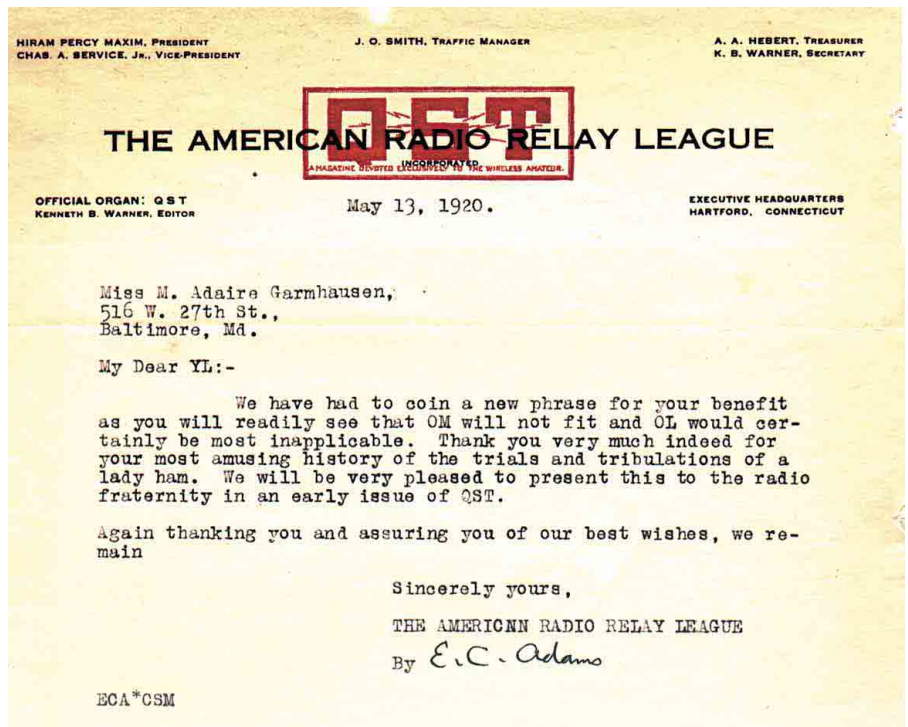 HIRAM PERCY MAXIM, PRESIDENT
CHAS. A. SERVICE, JR., VICE-PRESIDENT
J. O. SMITH, TRAFFIC MANAGER
A. A. HEBERT, TREASURER
K. B. WARNER, SECRETARY
QST
THE AMERICAN RADIO RELAY LEAGUE
INCORPORATED
A MAGAZINE DEVOTED EXCLUSIVELY TO THE WIRELESS AMATEUR.
OFFICIAL ORGAN: QST
KENNETH B. WARNER, EDITOR
May 13, 1920.
EXECUTIVE HEADQUARTERS
HARTFORD, CONNECTICUT
Miss M. Adaire Garmhausen,
516 W. 27th St.,
Baltimore, Md.
My Dear YL:-
We have had to coin a new phrase for your benefit
as you will readily see that OM will not fit and OL would cer-
tainly be most inapplicable. Thank you very much indeed for
your most amusing history of the trials and tribulations of a
lady ham. We will be very pleased to present this to the radio
fraternity in an early issue of QST.
Again thanking you and assuring you of our best wishes, we re-
main
Sincerely yours,
THE AMERICNN RADIO RELAY LEAGUE
By E. C. Adams
ECA*CSM